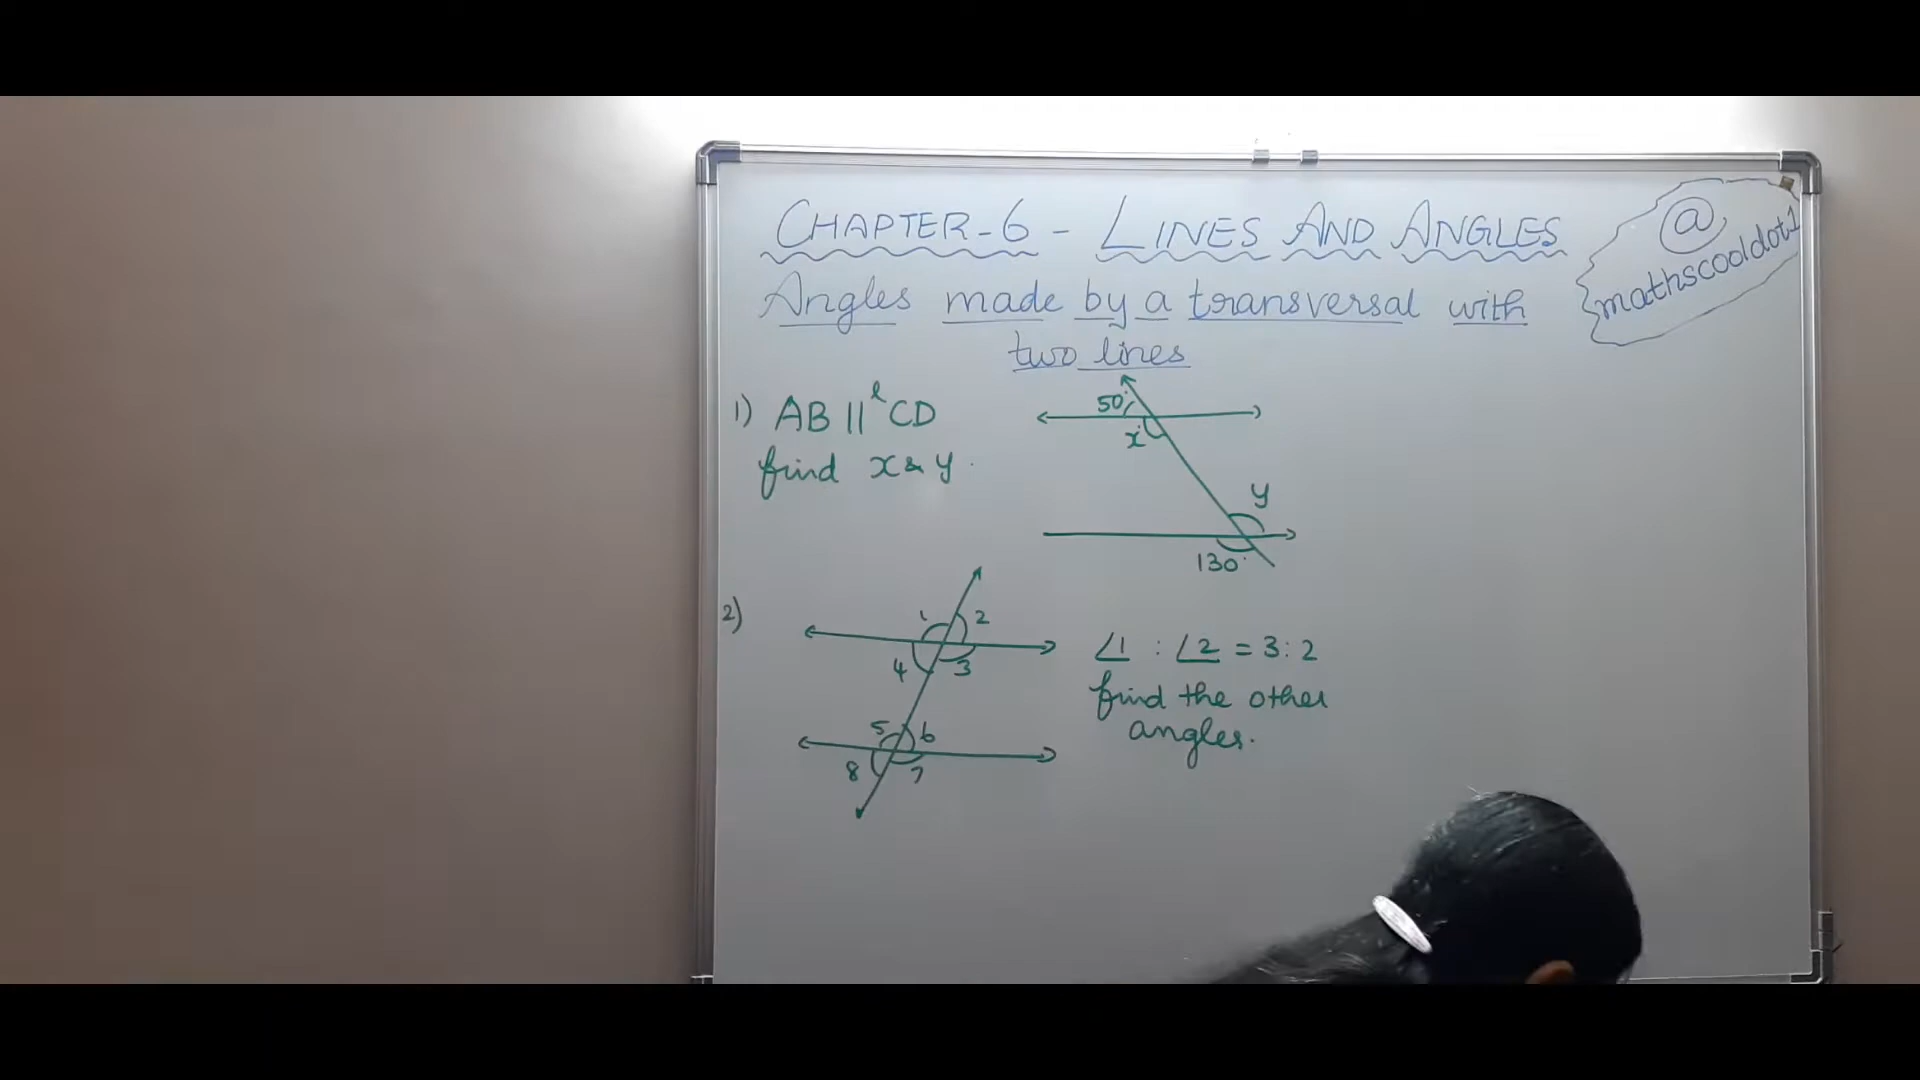 CHAPTER-6 - LINES AND ANGLES
@
mathscooldot1
Angles made by a transversal with
two lines
1) AB ||ˡ CD
find x & y.
50°
x°
y
130°
2)
1 2
4 3
5 6
8 7
∠1 : ∠2 = 3:2
find the other
angles.